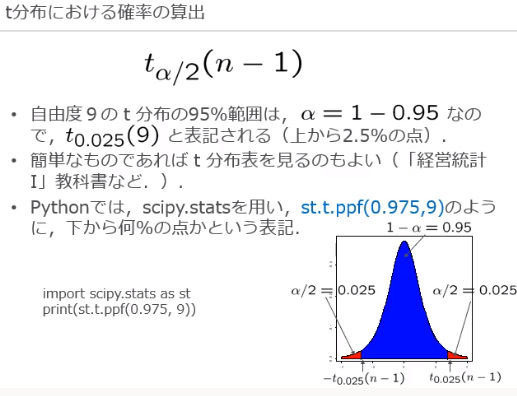 t分布における確率の算出
t_{α/2}(n − 1)
• 自由度９のｔ分布の95%範囲は，α = 1 − 0.95 なの
で，t_{0.025}(9) と表記される（上から2.5%の点）．
• 簡単なものであればｔ分布表を見るのもよい（「経営統計
I」教科書など．）．
• Pythonでは，scipy.statsを用い，st.t.ppf(0.975,9)のよう
に，下から何%の点かという表記．
1 − α = 0.95
α/2 = 0.025
α/2 = 0.025
import scipy.stats as st
print(st.t.ppf(0.975, 9))
−t_{0.025}(n−1)
t_{0.025}(n−1)